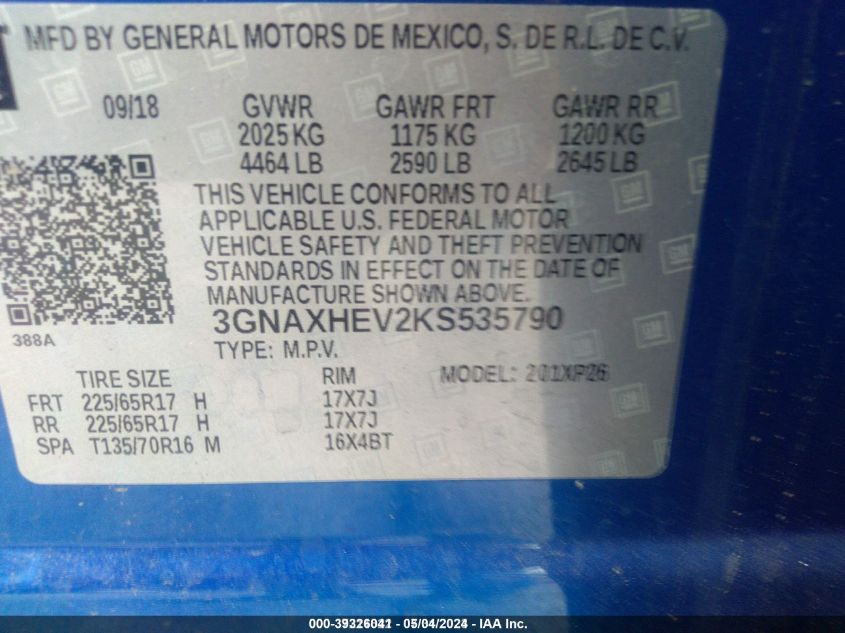 MFD BY GENERAL MOTORS DE MEXICO, S. DE R.L. DE C.V.
09/18 GVWR GAWR FRT GAWR RR
2025 KG 1175 KG 1200 KG
4464 LB 2590 LB 2645 LB
THIS VEHICLE CONFORMS TO ALL
APPLICABLE U.S. FEDERAL MOTOR
VEHICLE SAFETY AND THEFT PREVENTION
STANDARDS IN EFFECT ON THE DATE OF
MANUFACTURE SHOWN ABOVE.
3GNAXHEV2KS535790
388A
TYPE: M.P.V.
TIRE SIZE RIM MODEL:
FRT 225/65R17 H 17X7J
RR 225/65R17 H 17X7J
SPA T135/70R16 M 16X4BT
000-39326041 - 05/04/2024 - IAA Inc.